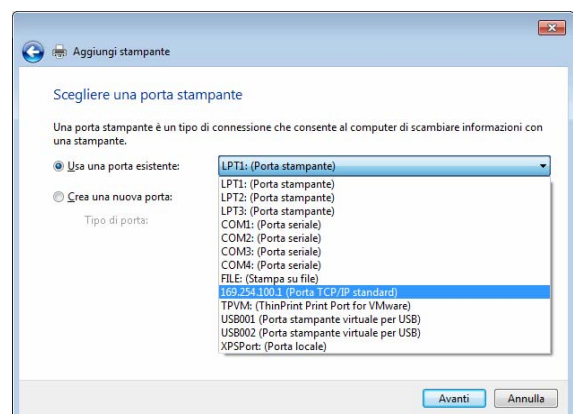 Aggiungi stampante
Scegliere una porta stampante
Una porta stampante è un tipo di connessione che consente al computer di scambiare informazioni con
una stampante.
Usa una porta esistente:
LPT1: (Porta stampante)
LPT1: (Porta stampante)
LPT2: (Porta stampante)
LPT3: (Porta stampante)
COM1: (Porta seriale)
COM2: (Porta seriale)
COM3: (Porta seriale)
COM4: (Porta seriale)
FILE: (Stampa su file)
169.254.100.1 (Porta TCP/IP standard)
TPVM: (ThinPrint Print Port for VMware)
USB001 (Porta stampante virtuale per USB)
USB002 (Porta stampante virtuale per USB)
XPSPort: (Porta locale)
Crea una nuova porta:
Tipo di porta:
Avanti
Annulla